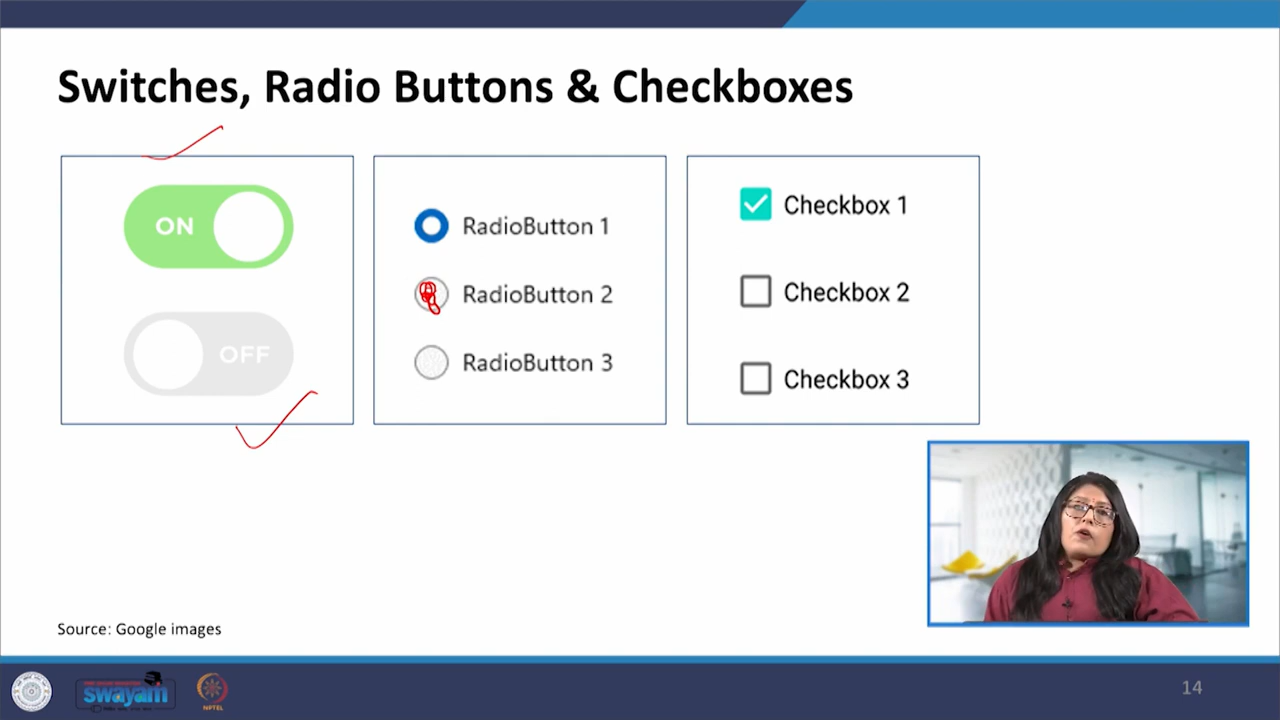 Switches, Radio Buttons & Checkboxes
ON
OFF
RadioButton 1
RadioButton 2
RadioButton 3
Checkbox 1
Checkbox 2
Checkbox 3
Source: Google images
swayam
NPTEL
14